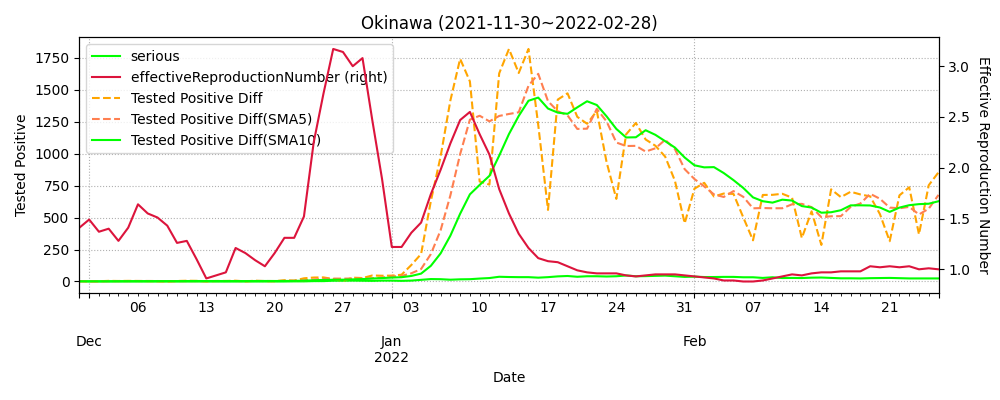 Okinawa (2021-11-30~2022-02-28)
serious
effectiveReproductionNumber (right)
Tested Positive Diff
Tested Positive Diff(SMA5)
Tested Positive Diff(SMA10)
Tested Positive
1750
1500
1250
1000
750
500
250
0
3.0
2.5
2.0
1.5
1.0
Effective Reproduction Number
06 13 20 27 03 10 17 24 31 07 14 21
Dec Jan Feb
2022
Date